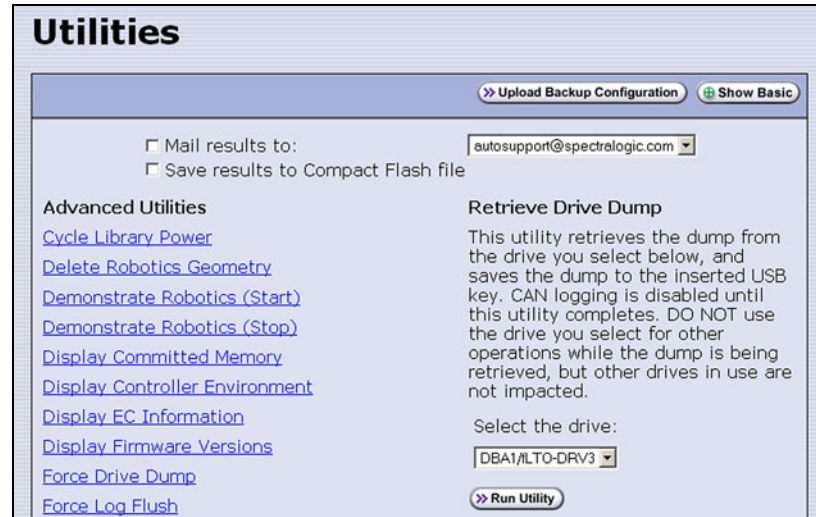 Utilities
Upload Backup Configuration
Show Basic
Mail results to:
autosupport@spectralogic.com
Save results to Compact Flash file
Advanced Utilities
Cycle Library Power
Delete Robotics Geometry
Demonstrate Robotics (Start)
Demonstrate Robotics (Stop)
Display Committed Memory
Display Controller Environment
Display EC Information
Display Firmware Versions
Force Drive Dump
Force Log Flush
Retrieve Drive Dump
This utility retrieves the dump from
the drive you select below, and
saves the dump to the inserted USB
key. CAN logging is disabled until
this utility completes. DO NOT use
the drive you select for other
operations while the dump is being
retrieved, but other drives in use are
not impacted.
Select the drive:
DBA1/fLTO-DRV3
Run Utility